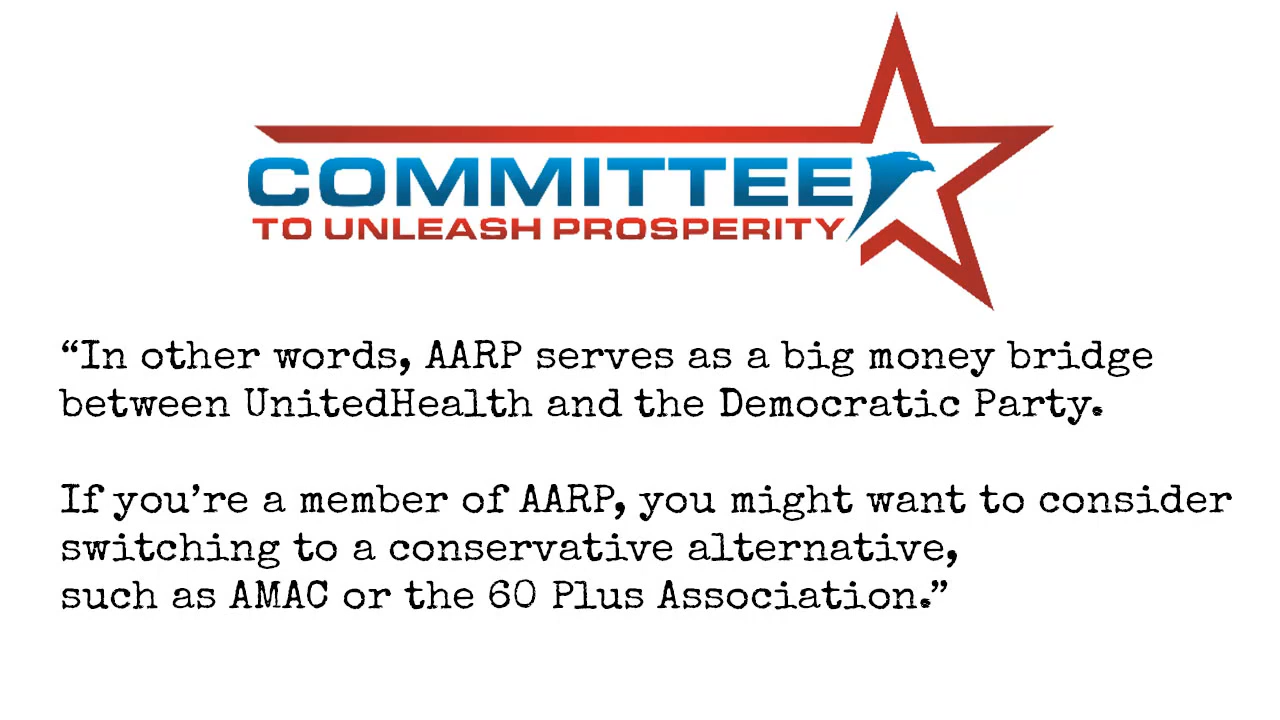 COMMITTEE
TO UNLEASH PROSPERITY
“In other words, AARP serves as a big money bridge
between UnitedHealth and the Democratic Party.
If you’re a member of AARP, you might want to consider
switching to a conservative alternative,
such as AMAC or the 60 Plus Association.”